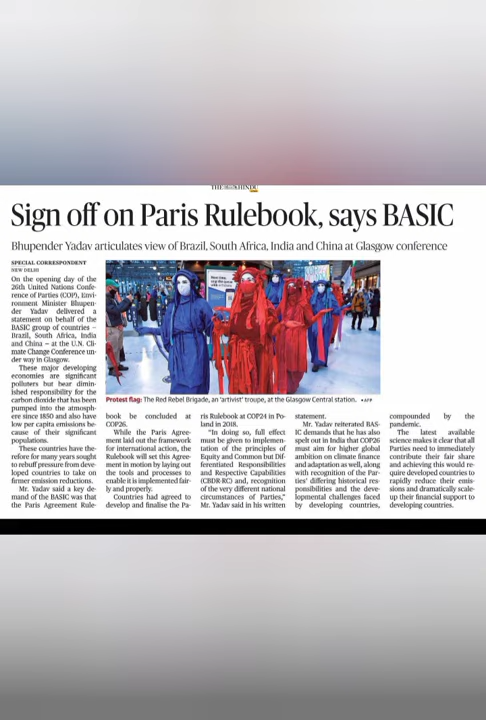 THE HINDU
Sign off on Paris Rulebook, says BASIC
Bhupender Yadav articulates view of Brazil, South Africa, India and China at Glasgow conference
SPECIAL CORRESPONDENT
NEW DELHI
On the opening day of the
26th United Nations Confe-
rence of Parties (COP), Envi-
ronment Minister Bhupen-
der Yadav delivered a
statement on behalf of the
BASIC group of countries –
Brazil, South Africa, India
and China – at the U.N. Cli-
mate Change Conference un-
der way in Glasgow.
These major developing
economies are significant
polluters but bear dimin-
ished responsibility for the
carbon dioxide that has been
pumped into the atmosph-
ere since 1850 and also have
low per capita emissions be-
cause of their significant
populations.
These countries have the-
refore for many years sought
to rebuff pressure from deve-
loped countries to take on
firmer emission reductions.
Mr. Yadav said a key de-
mand of the BASIC was that
the Paris Agreement Rule-
Protest flag: The Red Rebel Brigade, an 'artivist' troupe, at the Glasgow Central station. • AFP
book be concluded at
COP26.
While the Paris Agree-
ment laid out the framework
for international action, the
Rulebook will set this Agree-
ment in motion by laying out
the tools and processes to
enable it is implemented fair-
ly and properly.
Countries had agreed to
develop and finalise the Pa-
ris Rulebook at COP24 in Po-
land in 2018.
"In doing so, full effect
must be given to implemen-
tation of the principles of
Equity and Common but Dif-
ferentiated Responsibilities
and Respective Capabilities
(CBDR-RC) and, recognition
of the very different national
circumstances of Parties,"
Mr. Yadav said in his written
statement.
Mr. Yadav reiterated BAS-
IC demands that he has also
spelt out in India that COP26
must aim for higher global
ambition on climate finance
and adaptation as well, along
with recognition of the Par-
ties' differing historical res-
ponsibilities and the deve-
lopmental challenges faced
by developing countries,
compounded by the
pandemic.
The latest available
science makes it clear that all
Parties need to immediately
contribute their fair share
and achieving this would re-
quire developed countries to
rapidly reduce their emis-
sions and dramatically scale-
up their financial support to
developing countries.